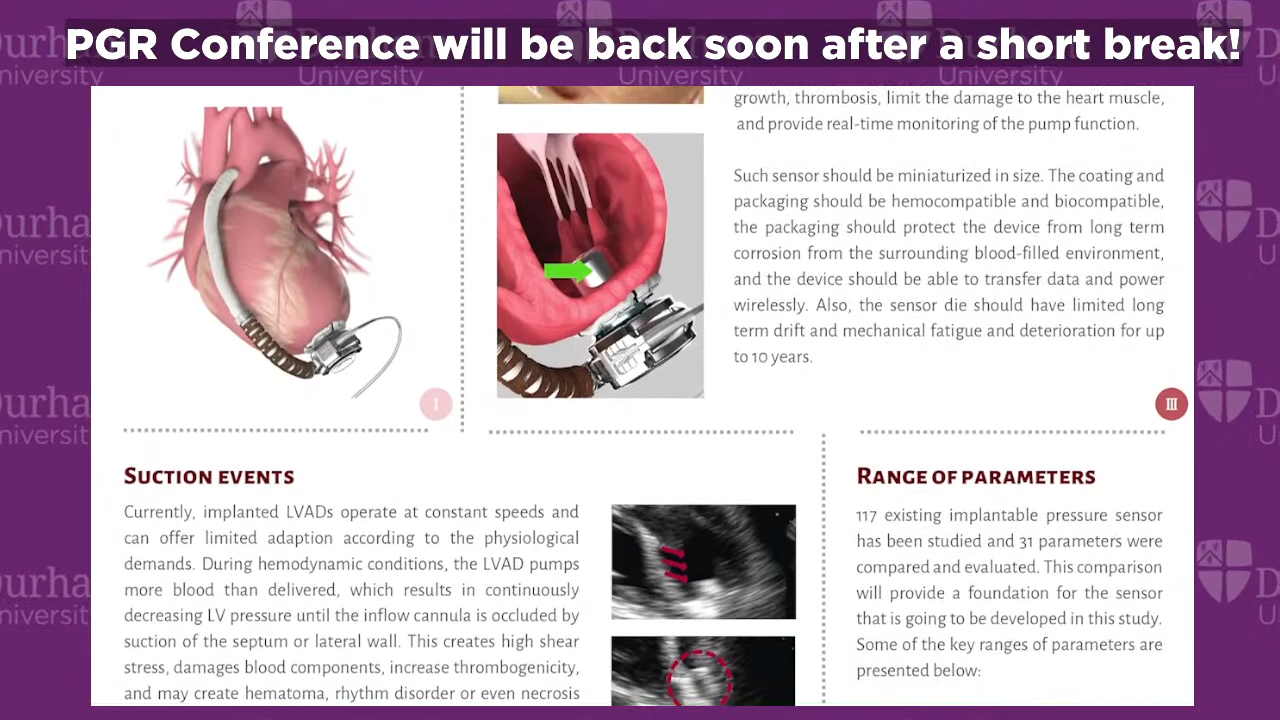 PGR Conference will be back soon after a short break!
growth, thrombosis, limit the damage to the heart muscle,
and provide real-time monitoring of the pump function.
Such sensor should be miniaturized in size. The coating and
packaging should be hemocompatible and biocompatible,
the packaging should protect the device from long term
corrosion from the surrounding blood-filled environment,
and the device should be able to transfer data and power
wirelessly. Also, the sensor die should have limited long
term drift and mechanical fatigue and deterioration for up
to 10 years.
I
III
SUCTION EVENTS
Currently, implanted LVADs operate at constant speeds and
can offer limited adaption according to the physiological
demands. During hemodynamic conditions, the LVAD pumps
more blood than delivered, which results in continuously
decreasing LV pressure until the inflow cannula is occluded by
suction of the septum or lateral wall. This creates high shear
stress, damages blood components, increase thrombogenicity,
and may create hematoma, rhythm disorder or even necrosis
RANGE OF PARAMETERS
117 existing implantable pressure sensor
has been studied and 31 parameters were
compared and evaluated. This comparison
will provide a foundation for the sensor
that is going to be developed in this study.
Some of the key ranges of parameters are
presented below:
University
University
University
University